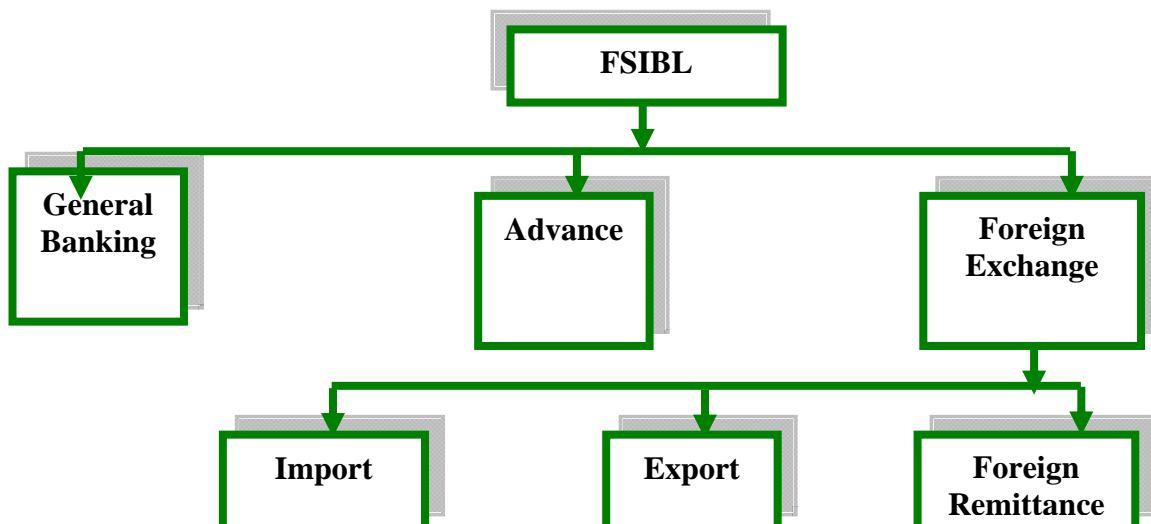 FSIBL
General
Banking
Advance
Foreign
Exchange
Import
Export
Foreign
Remittance